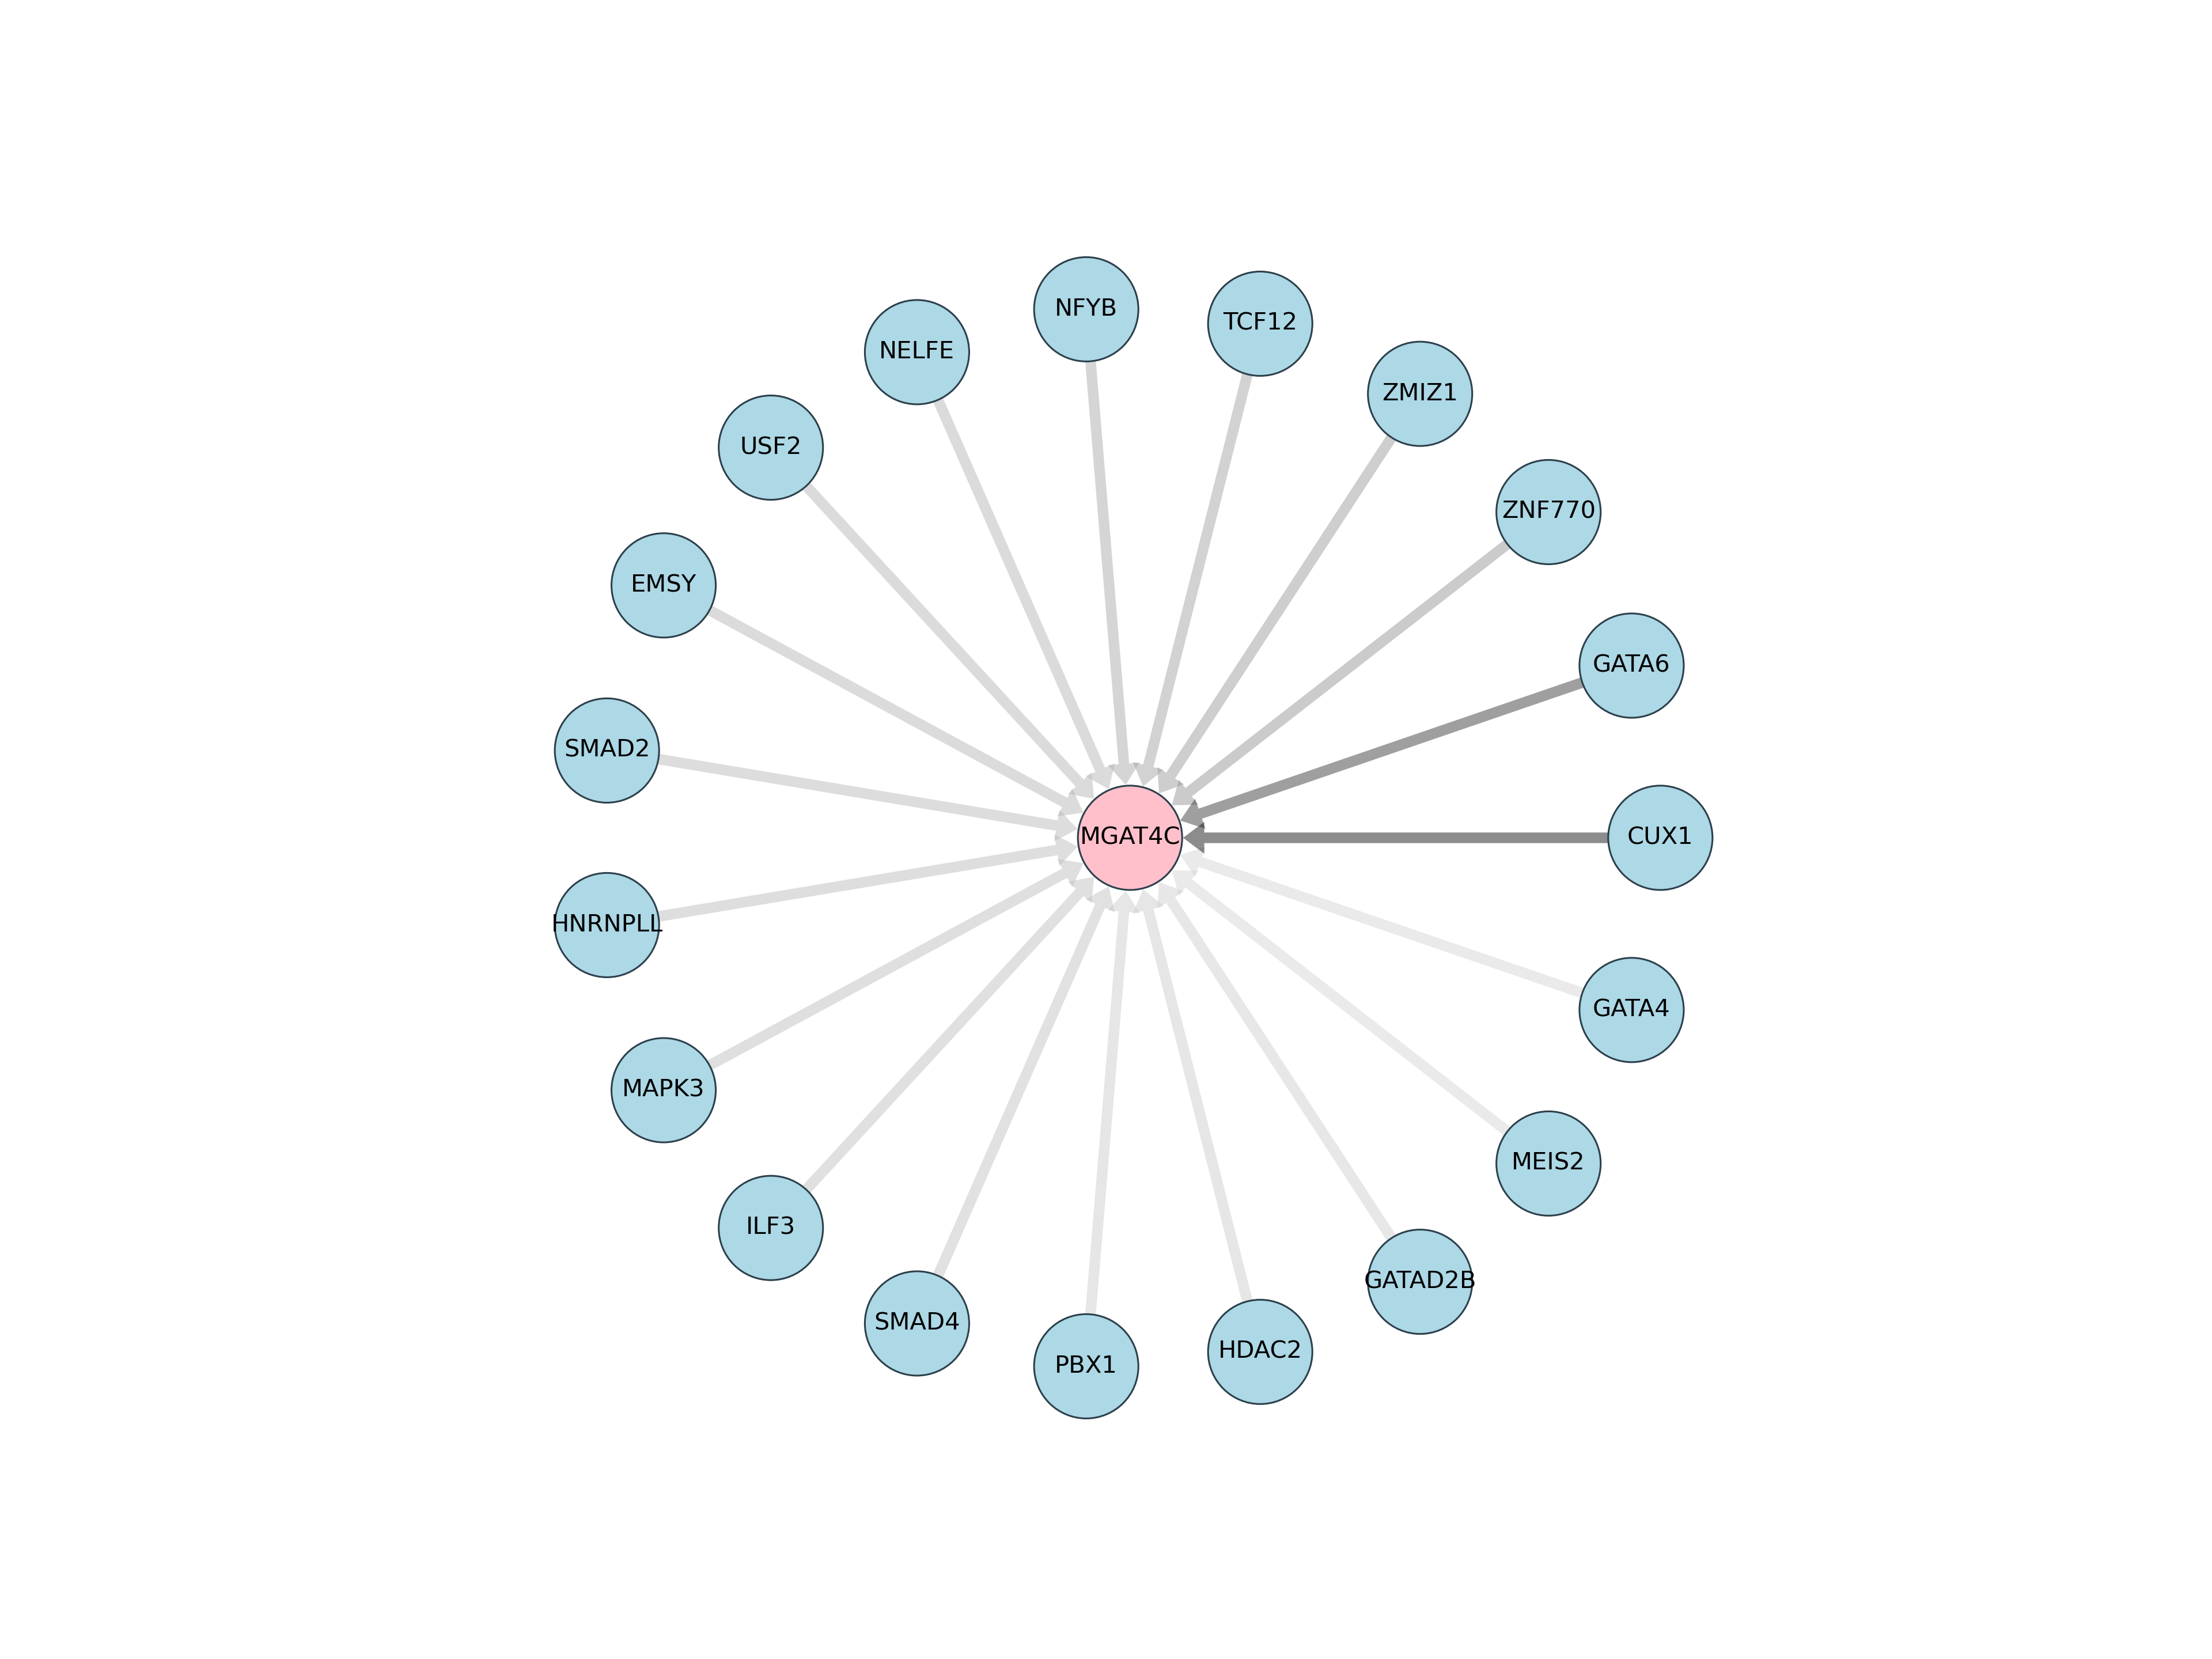 NFYB
TCF12
NELFE
ZMIZ1
USF2
ZNF770
EMSY
GATA6
SMAD2
MGAT4C
CUX1
HNRNPLL
GATA4
MAPK3
MEIS2
ILF3
GATAD2B
SMAD4
HDAC2
PBX1